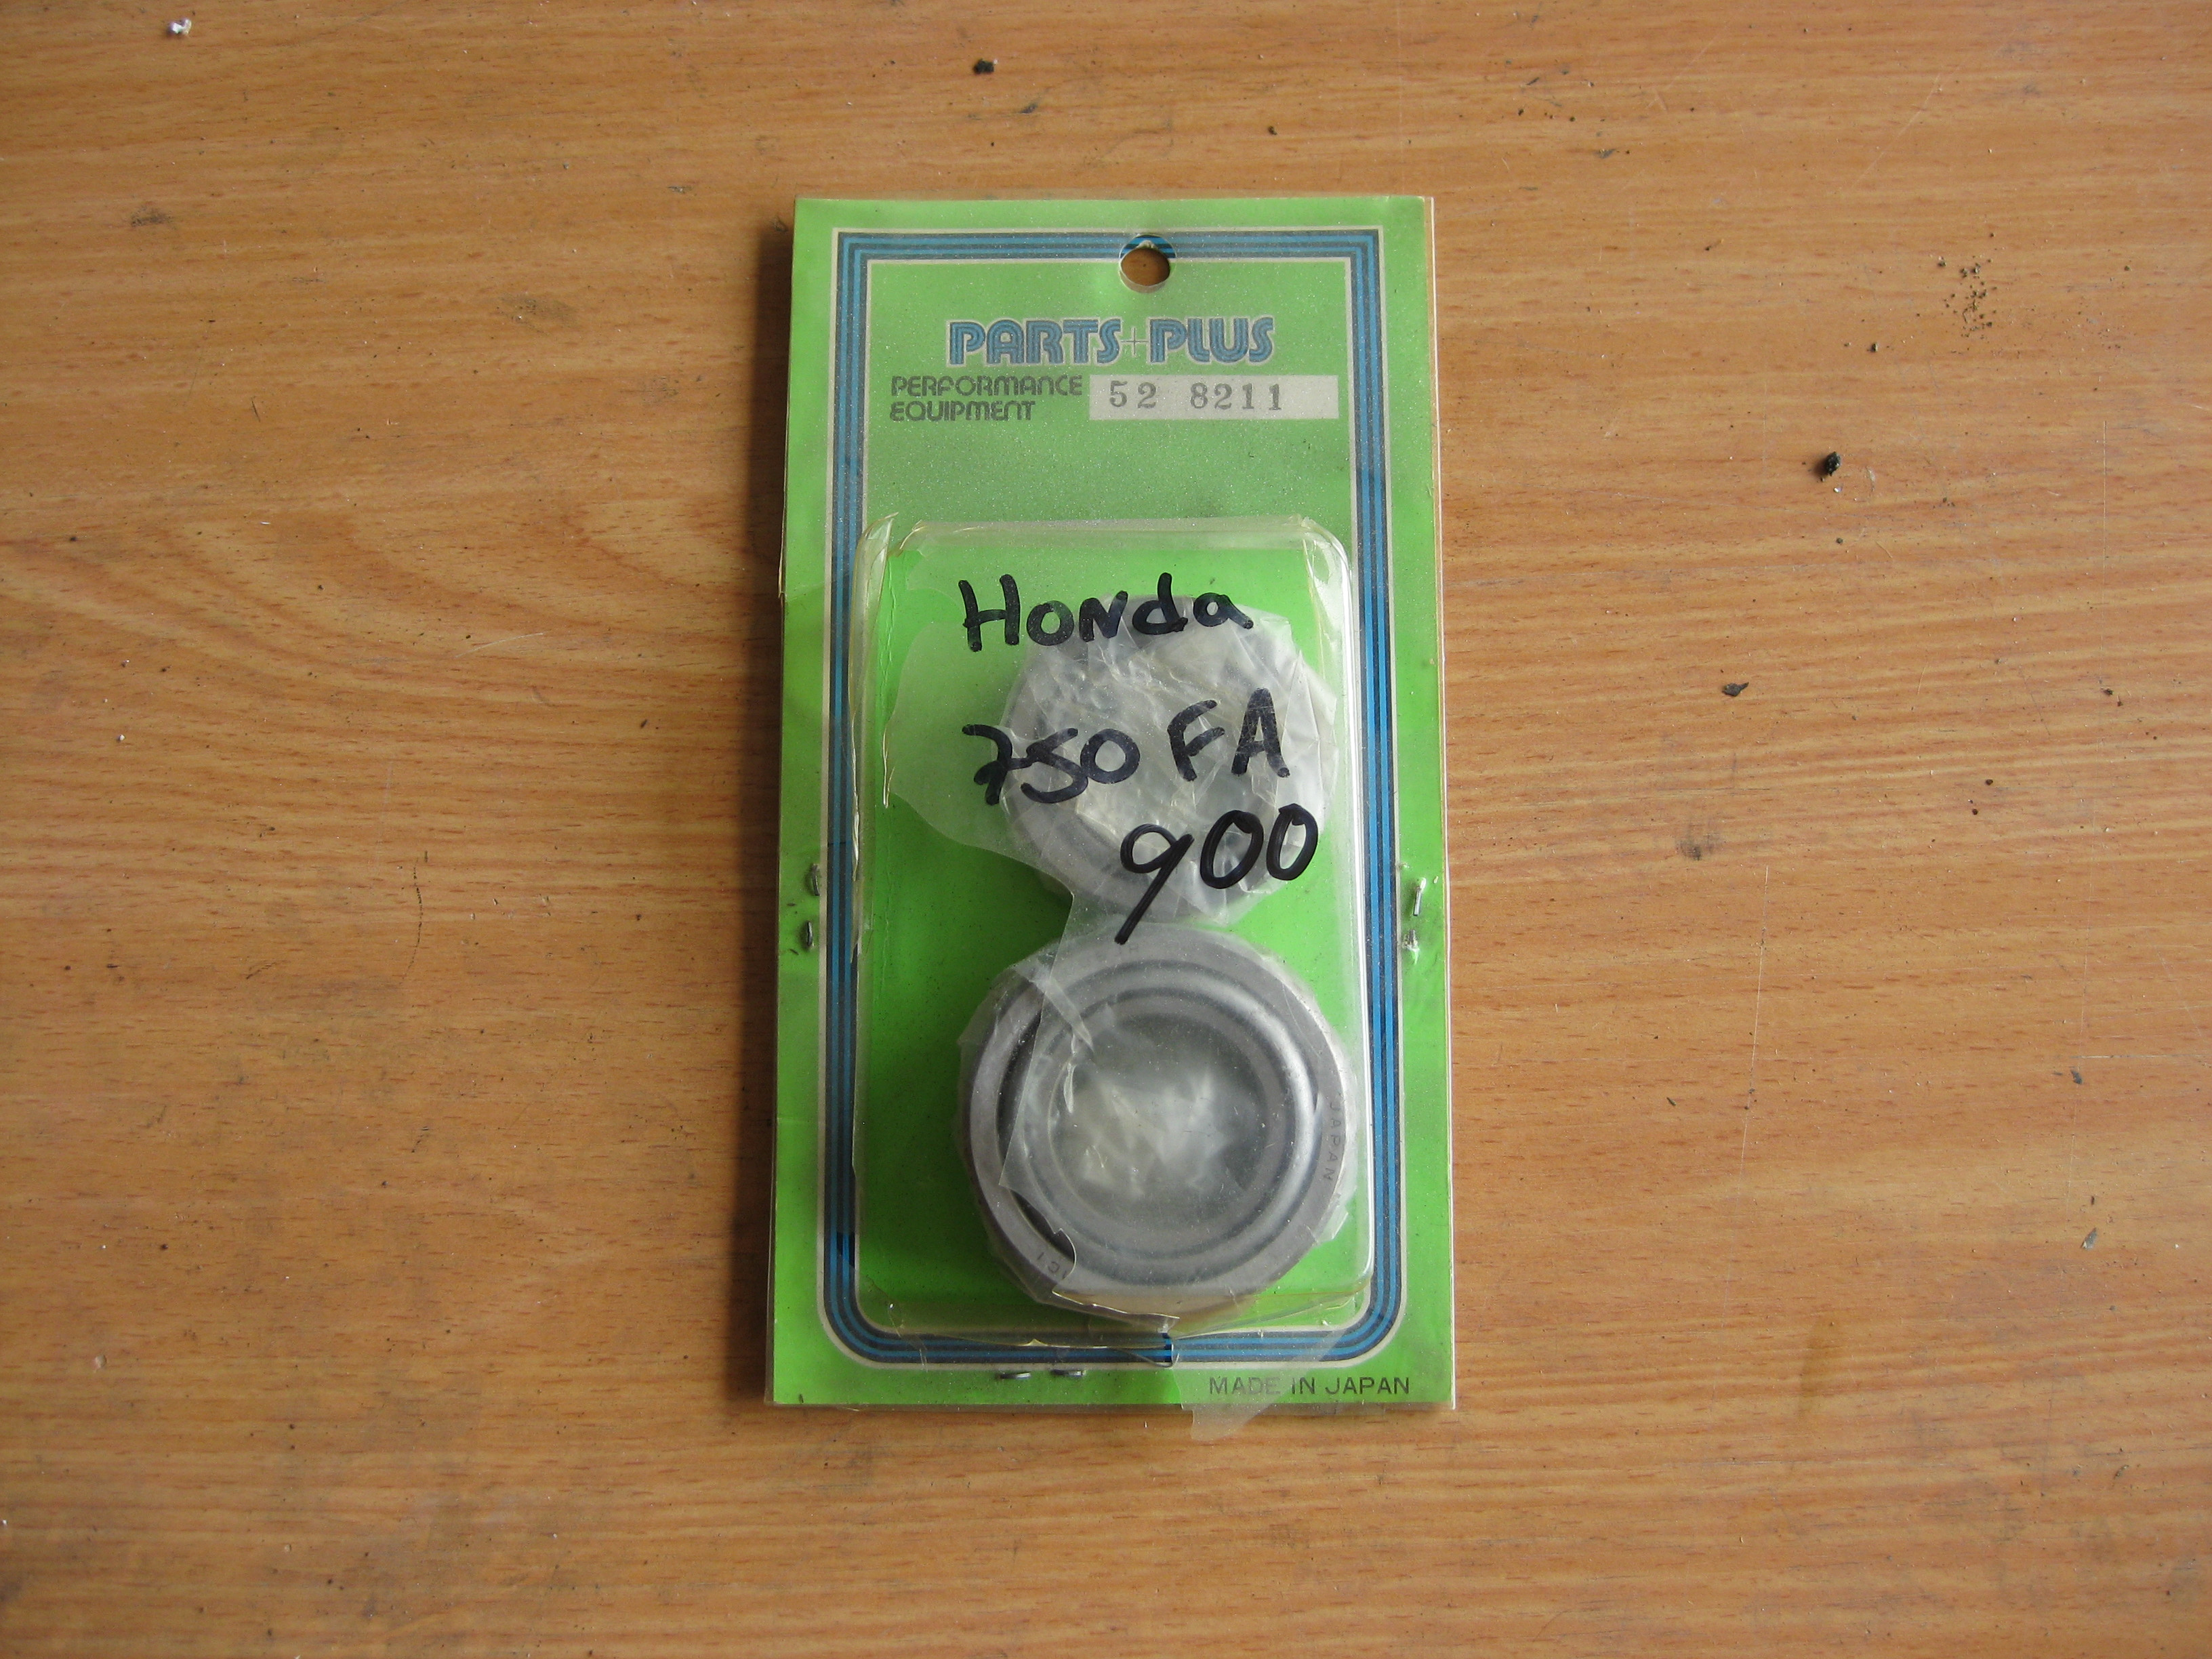 PARTS+PLUS
PERFORMANCE
EQUIPMENT
52 8211
Honda
750 FA
900
JAPAN
MADE IN JAPAN